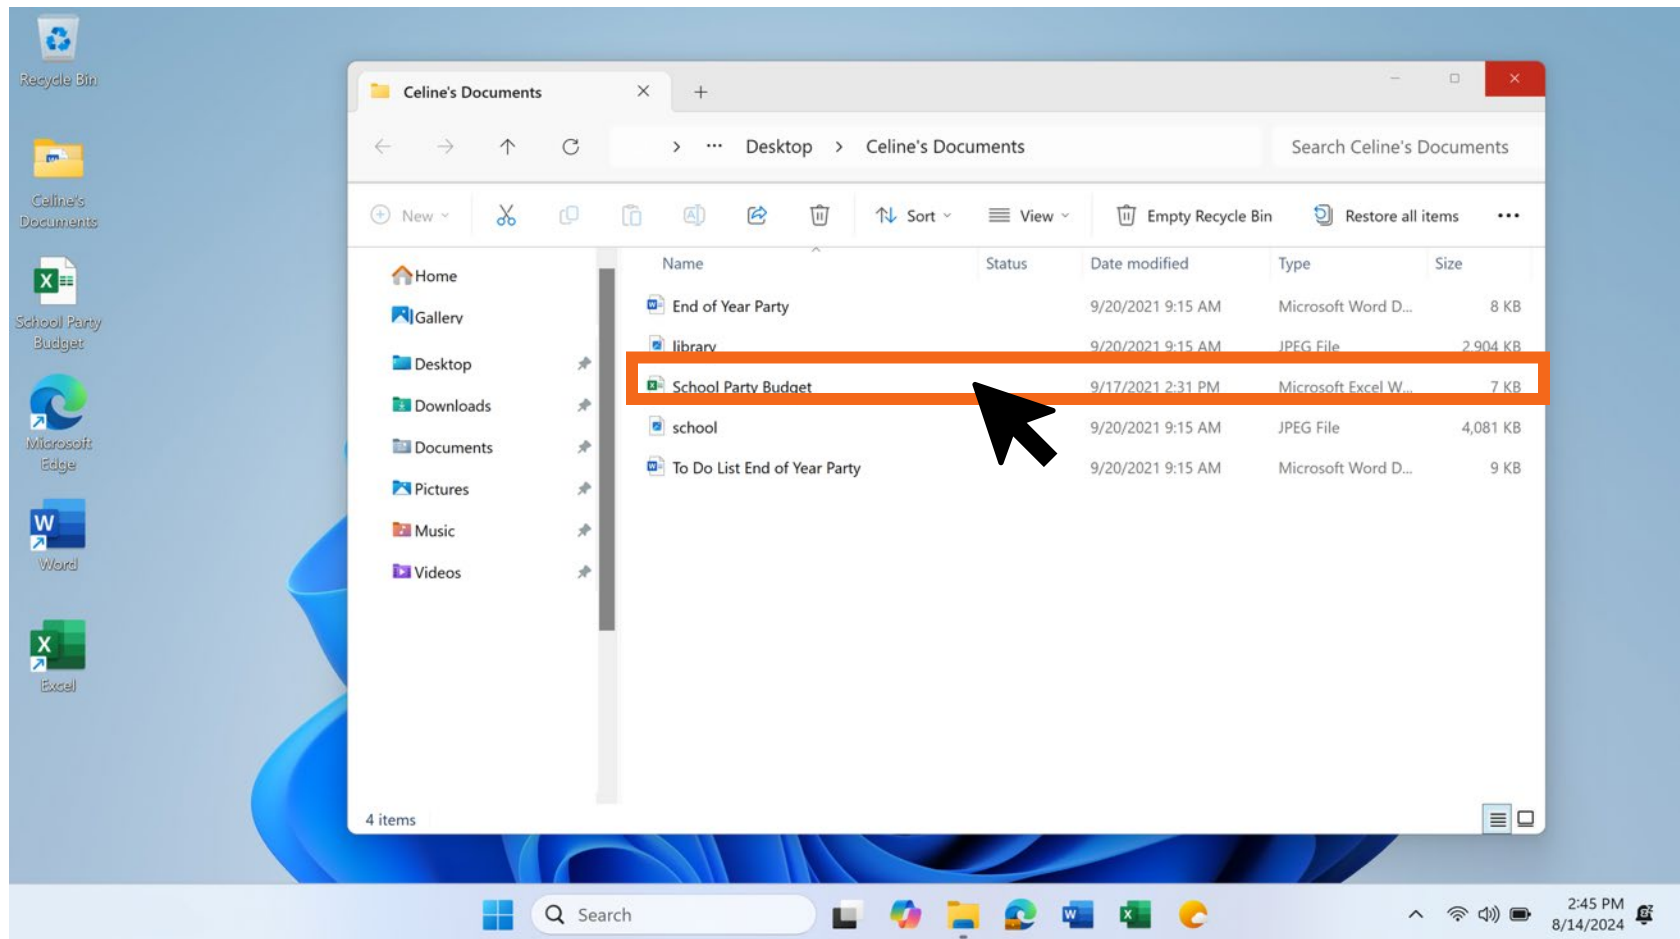 Recycle Bin
Celine's
Documents
School Party
Budget
Microsoft
Edge
Word
Excel
Celine's Documents
Desktop > Celine's Documents
Search Celine's Documents
New
Sort
View
Empty Recycle Bin
Restore all items
Home
Gallery
Desktop
Downloads
Documents
Pictures
Music
Videos
Name Status Date modified Type Size
End of Year Party 9/20/2021 9:15 AM Microsoft Word D... 8 KB
library 9/20/2021 9:15 AM JPEG File 2,904 KB
School Party Budget 9/17/2021 2:31 PM Microsoft Excel W... 7 KB
school 9/20/2021 9:15 AM JPEG File 4,081 KB
To Do List End of Year Party 9/20/2021 9:15 AM Microsoft Word D... 9 KB
4 items
Search
2:45 PM
8/14/2024